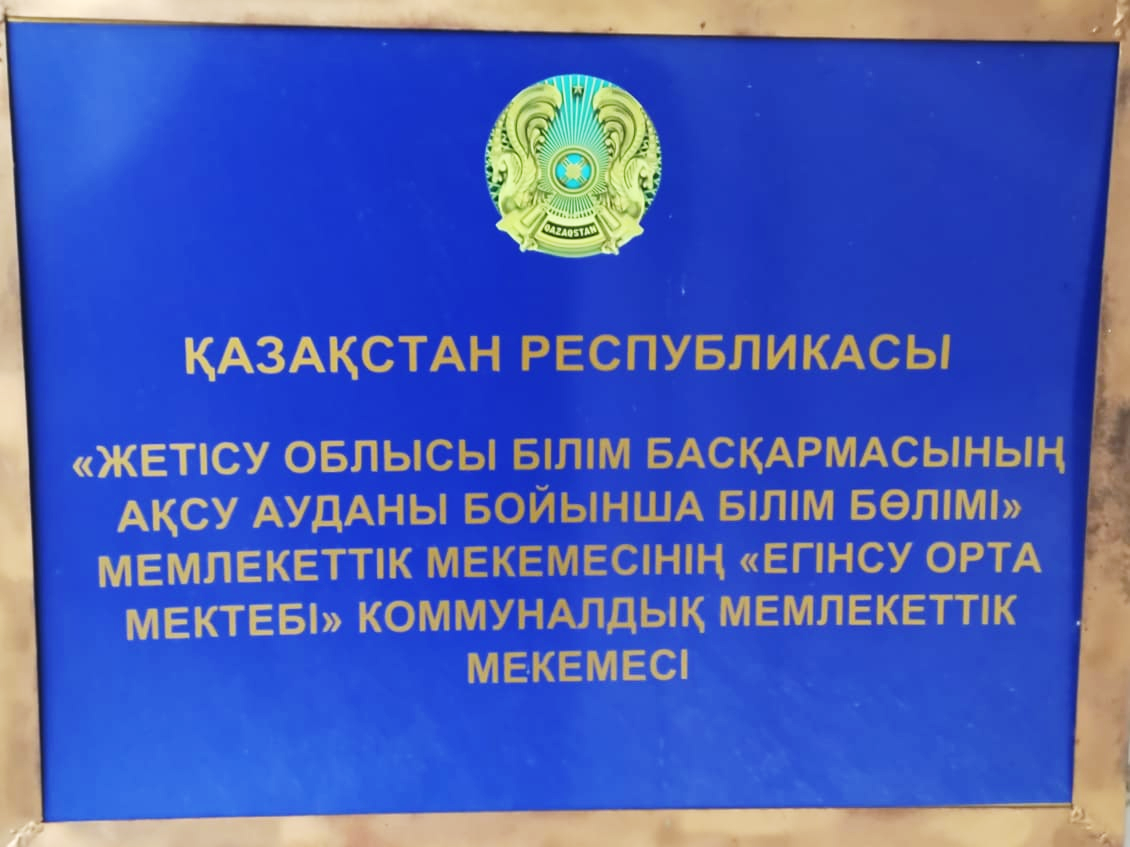 QAZAQSTAN
ҚАЗАҚСТАН РЕСПУБЛИКАСЫ
«ЖЕТІСУ ОБЛЫСЫ БІЛІМ БАСҚАРМАСЫНЫҢ
АҚСУ АУДАНЫ БОЙЫНША БІЛІМ БӨЛІМІ»
МЕМЛЕКЕТТІК МЕКЕМЕСІНІҢ «ЕГІНСУ ОРТА
МЕКТЕБІ» КОММУНАЛДЫҚ МЕМЛЕКЕТТІК
МЕКЕМЕСІ